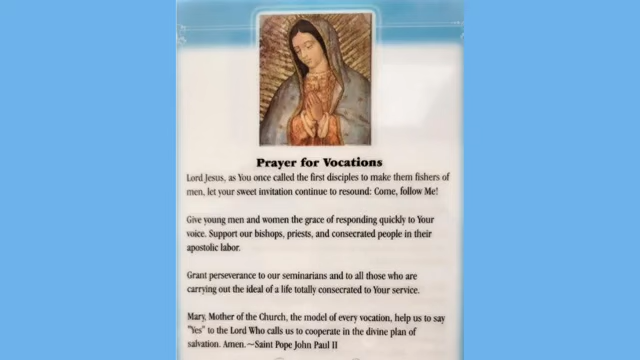 Prayer for Vocations
Lord Jesus, as You once called the first disciples to make them fishers of
men, let your sweet invitation continue to resound: Come, follow Me!
Give young men and women the grace of responding quickly to Your
voice. Support our bishops, priests, and consecrated people in their
apostolic labor.
Grant perseverance to our seminarians and to all those who are
carrying out the ideal of a life totally consecrated to Your service.
Mary, Mother of the Church, the model of every vocation, help us to say
"Yes" to the Lord Who calls us to cooperate in the divine plan of
salvation. Amen.~Saint Pope John Paul II